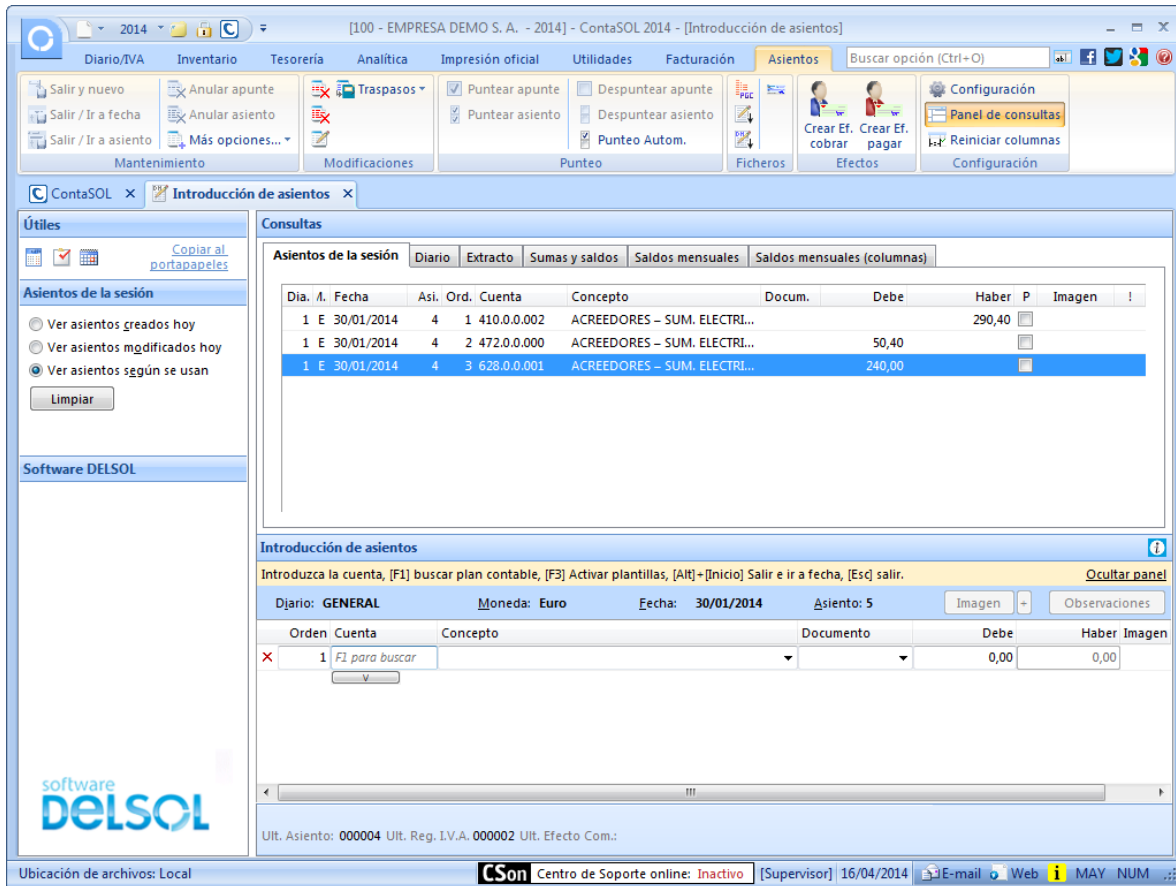 2014 [100 - EMPRESA DEMO S. A. - 2014] - ContaSOL 2014 - [Introducción de asientos]
Diario/IVA Inventario Tesorería Analítica Impresión oficial Utilidades Facturación Asientos Buscar opción (Ctrl+O)
Salir y nuevo Anular apunte Traspasos Puntear apunte Despuntear apunte Configuración
Salir / Ir a fecha Anular asiento Puntear asiento Despuntear asiento Crear Ef. cobrar Crear Ef. pagar Panel de consultas
Salir / Ir a asiento Más opciones... Punteo Autom. Reiniciar columnas
Mantenimiento Modificaciones Punteo Ficheros Efectos Configuración
ContaSOL Introducción de asientos
Útiles
Copiar al
portapapeles
Asientos de la sesión
Ver asientos creados hoy
Ver asientos modificados hoy
Ver asientos según se usan
Limpiar
Software DELSOL
software
DELSOL
Consultas
Asientos de la sesión Diario Extracto Sumas y saldos Saldos mensuales Saldos mensuales (columnas)
Dia. Fecha Asi. Ord. Cuenta Concepto Docum. Debe Haber P Imagen !
1 E 30/01/2014 4 1 410.0.0.002 ACREEDORES – SUM. ELECTRI... 290,40
1 E 30/01/2014 4 2 472.0.0.000 ACREEDORES – SUM. ELECTRI... 50,40
1 E 30/01/2014 4 3 628.0.0.001 ACREEDORES – SUM. ELECTRI... 240,00
Introducción de asientos
Introduzca la cuenta, [F1] buscar plan contable, [F3] Activar plantillas, [Alt]+[Inicio] Salir e ir a fecha, [Esc] salir. Ocultar panel
Diario: GENERAL Moneda: Euro Fecha: 30/01/2014 Asiento: 5 Imagen + Observaciones
Orden Cuenta Concepto Documento Debe Haber Imagen
1 F1 para buscar 0,00 0,00
V
Ult. Asiento: 000004 Ult. Reg. I.V.A. 000002 Ult. Efecto Com.:
Ubicación de archivos: Local CSon Centro de Soporte online: Inactivo [Supervisor] 16/04/2014 E-mail Web i MAY NUM